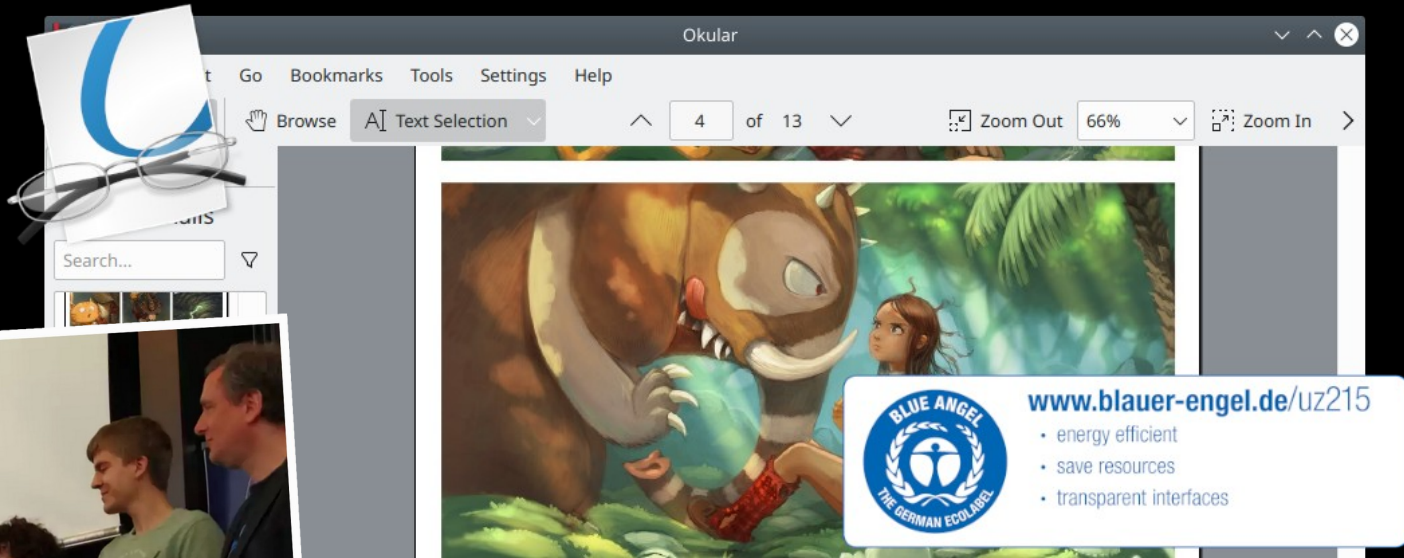 Okular
Go Bookmarks Tools Settings Help
Browse Text Selection 4 of 13 Zoom Out 66% Zoom In
Search...
www.blauer-engel.de/uz215
• energy efficient
• save resources
• transparent interfaces
BLUE ANGEL
THE GERMAN ECOLABEL